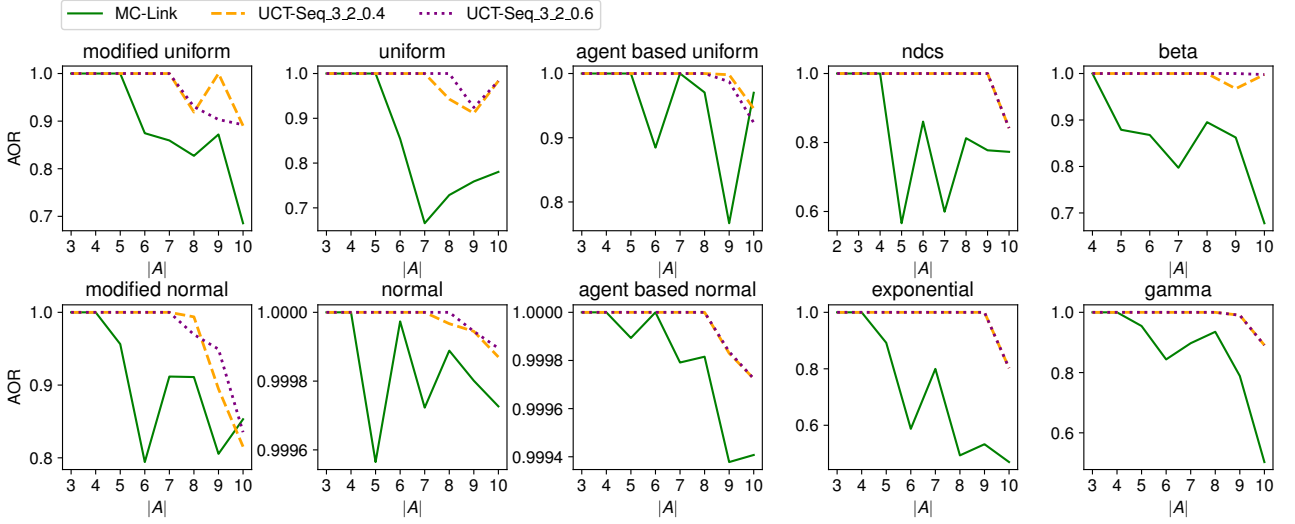 MC-Link UCT-Seq_3_2_0.4 UCT-Seq_3_2_0.6
modified uniform uniform agent based uniform ndcs beta
AOR
1.0 0.9 0.8 0.7
3 4 5 6 7 8 9 10
|A|
1.0 0.9 0.8 0.7
3 4 5 6 7 8 9 10
|A|
1.0 0.9 0.8
3 4 5 6 7 8 9 10
|A|
1.0 0.8 0.6
2 3 4 5 6 7 8 9 10
|A|
1.0 0.9 0.8 0.7
4 5 6 7 8 9 10
|A|
modified normal normal agent based normal exponential gamma
AOR
1.0 0.9 0.8
3 4 5 6 7 8 9 10
|A|
1.0000 0.9998 0.9996
3 4 5 6 7 8 9 10
|A|
1.0000 0.9998 0.9996 0.9994
3 4 5 6 7 8 9 10
|A|
1.0 0.8 0.6
3 4 5 6 7 8 9 10
|A|
1.0 0.8 0.6
3 4 5 6 7 8 9 10
|A|